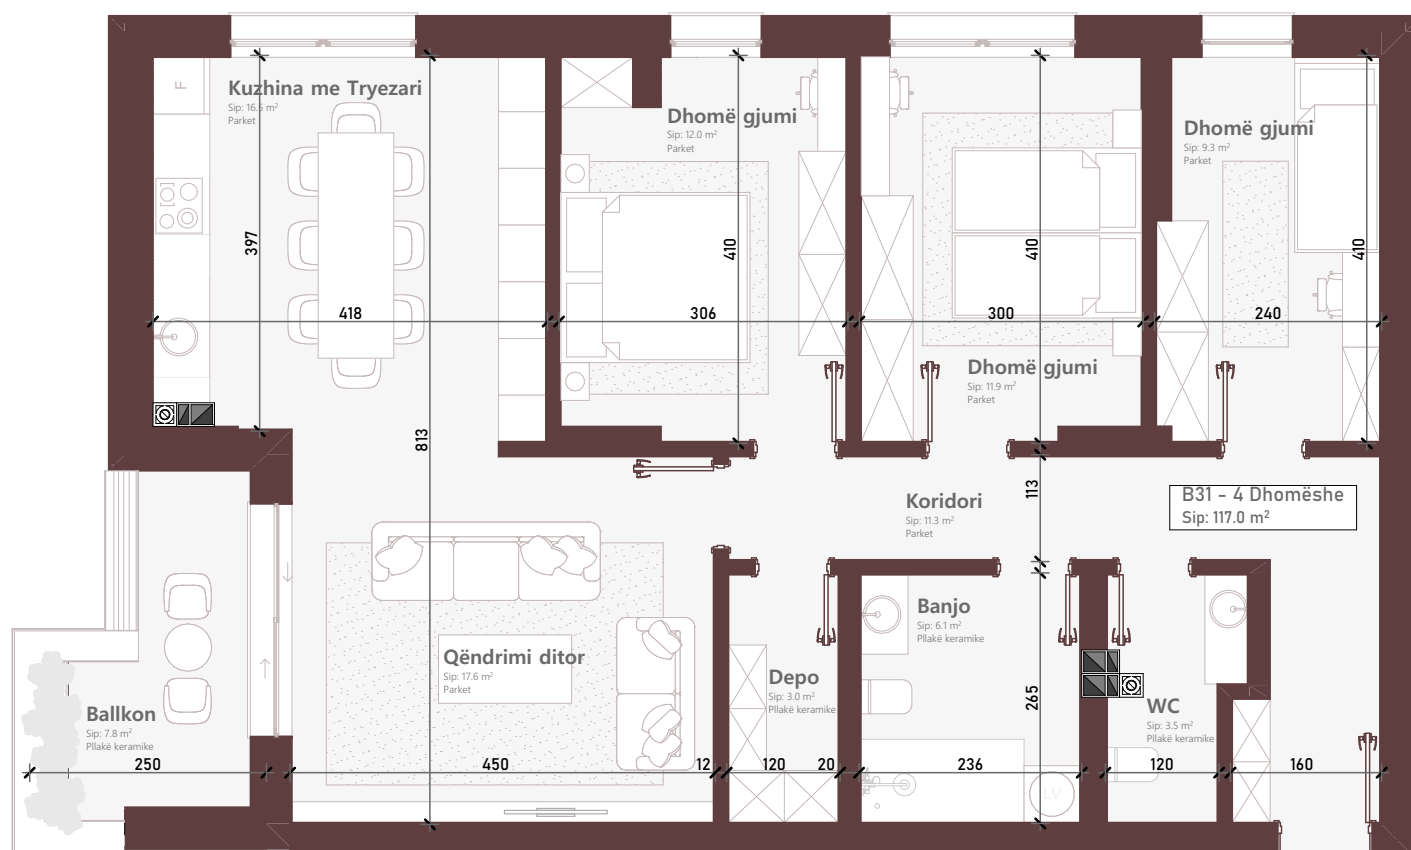 Kuzhina me Tryezari
Sip: 16.5 m²
Parket
F
Dhomë gjumi
Sip: 12.0 m²
Parket
Dhomë gjumi
Sip: 9.3 m²
Parket
397
410
410
410
418
306
300
240
Dhomë gjumi
Sip: 11.9 m²
Parket
813
113
Koridori
Sip: 11.3 m²
Parket
B31 - 4 Dhomëshe
Sip: 117.0 m²
Banjo
Sip: 6.1 m²
Pllakë keramike
Qëndrimi ditor
Sip: 17.6 m²
Parket
Depo
Sip: 3.0 m²
Pllakë keramike
265
WC
Sip: 3.5 m²
Pllakë keramike
Ballkon
Sip: 7.8 m²
Pllakë keramike
250
450
12
120
20
236
120
160
LV